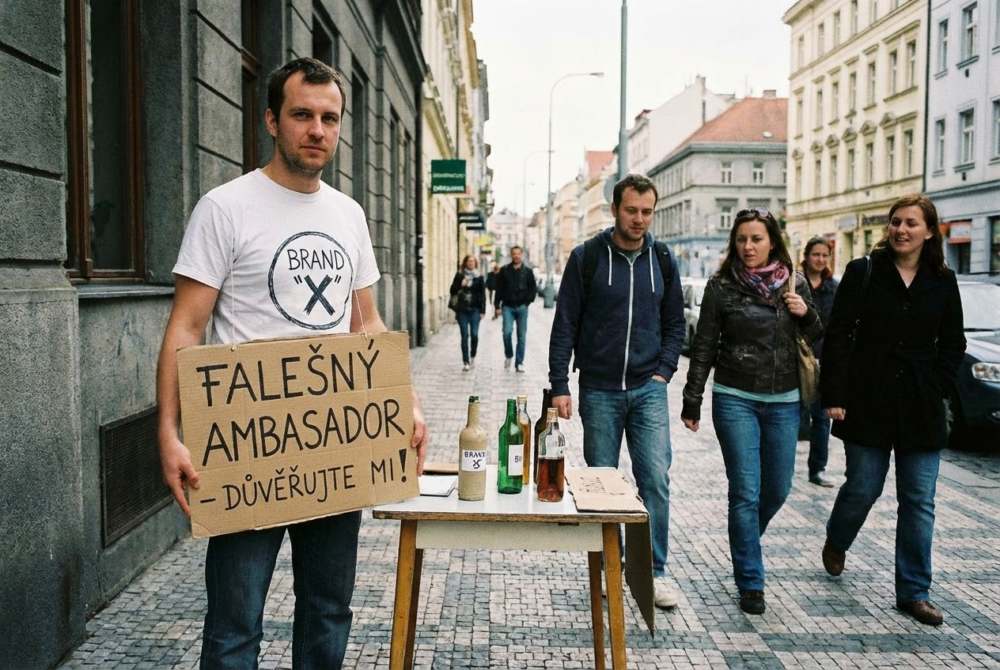 BRAND
"X"
FALEŠNÝ
AMBASADOR
- DŮVĚŘUJTE MI!
BRAND
X